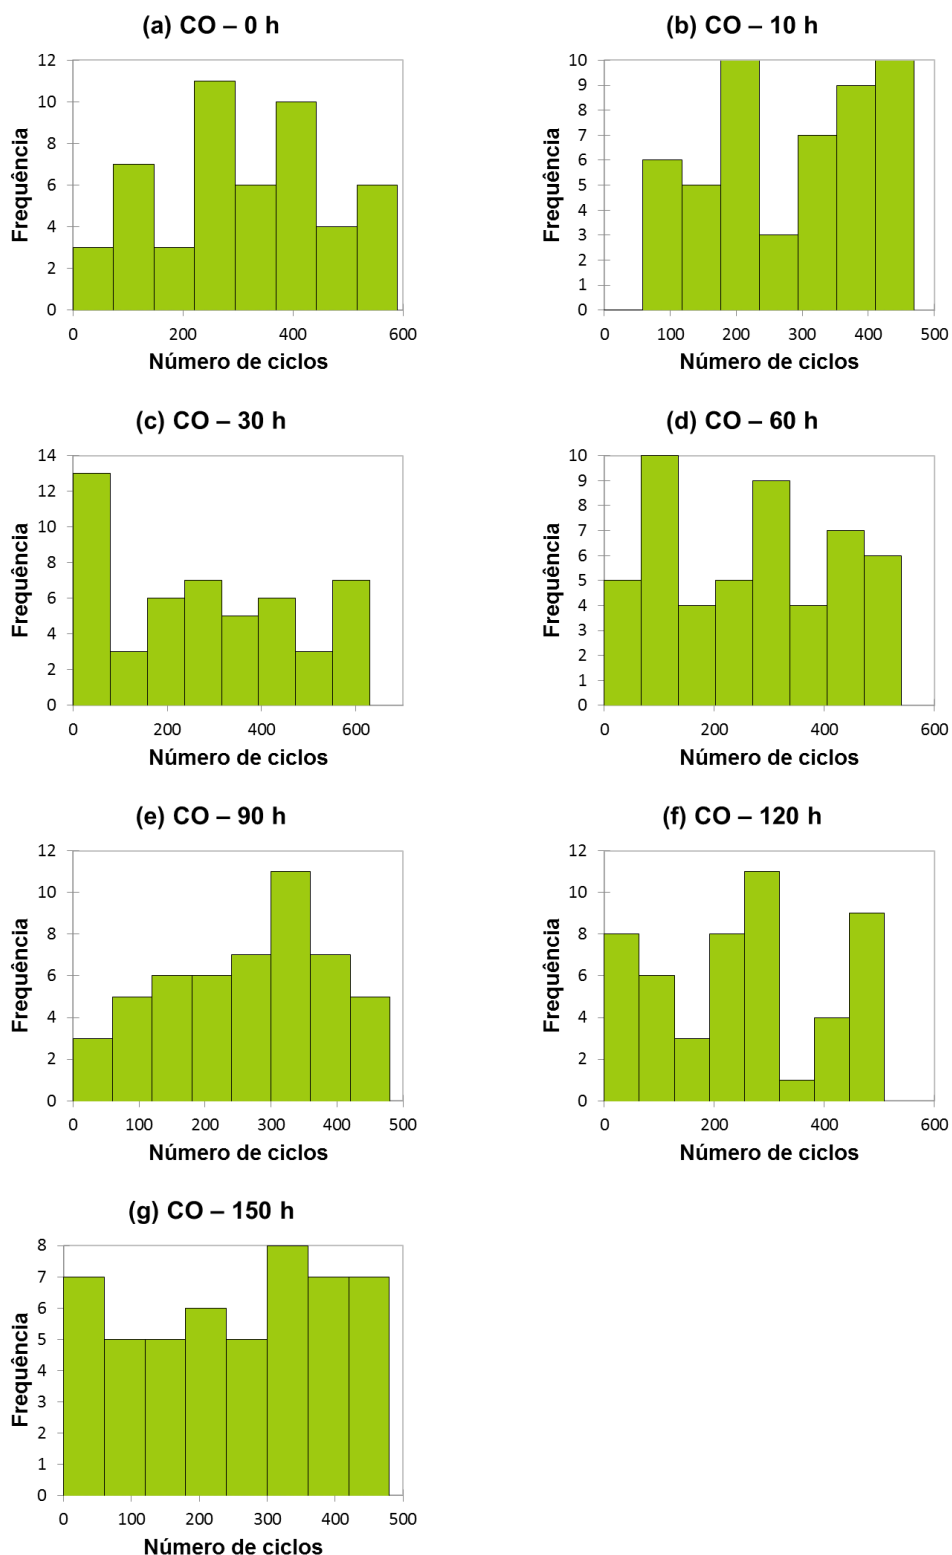 (a) CO – 0 h
12
10
8
6
4
2
0
Frequência
0 200 400 600
Número de ciclos
(b) CO – 10 h
10
9
8
7
6
5
4
3
2
1
0
Frequência
0 100 200 300 400 500
Número de ciclos
(c) CO – 30 h
14
12
10
8
6
4
2
0
Frequência
0 200 400 600
Número de ciclos
(d) CO – 60 h
10
9
8
7
6
5
4
3
2
1
0
Frequência
0 200 400 600
Número de ciclos
(e) CO – 90 h
12
10
8
6
4
2
0
Frequência
0 100 200 300 400 500
Número de ciclos
(f) CO – 120 h
12
10
8
6
4
2
0
Frequência
0 200 400 600
Número de ciclos
(g) CO – 150 h
8
7
6
5
4
3
2
1
0
Frequência
0 100 200 300 400 500
Número de ciclos